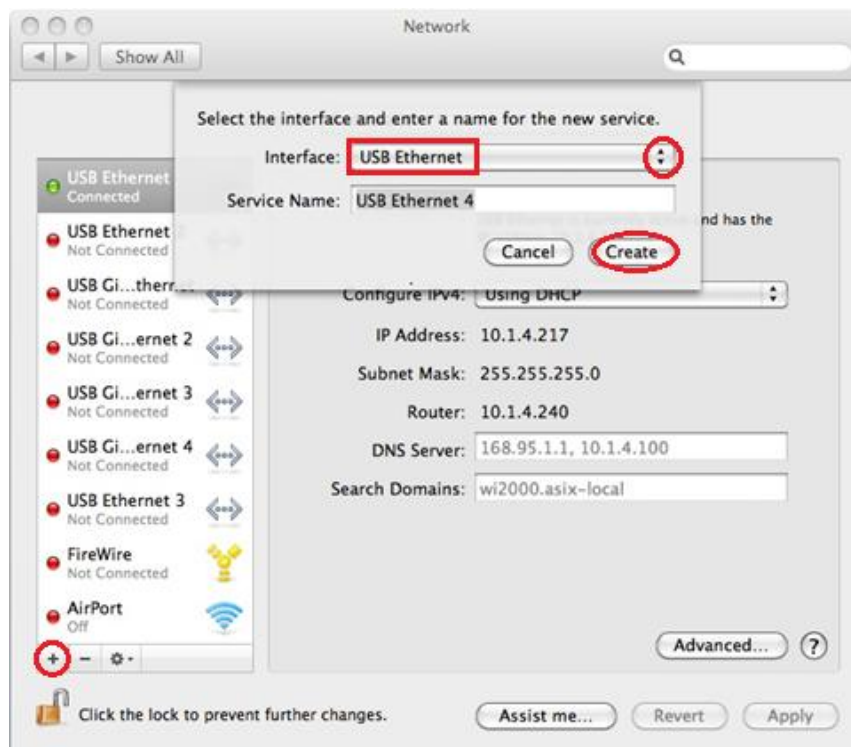 Network
Show All
Select the interface and enter a name for the new service.
Interface: USB Ethernet
Service Name: USB Ethernet 4
Cancel Create
USB Ethernet
Connected
USB Ethernet
Not Connected
USB Gi...thern
Not Connected
USB Gi...ernet 2
Not Connected
USB Gi...ernet 3
Not Connected
USB Gi...ernet 4
Not Connected
USB Ethernet 3
Not Connected
FireWire
Not Connected
AirPort
Off
nd has the
Configure IPv4: Using DHCP
IP Address: 10.1.4.217
Subnet Mask: 255.255.255.0
Router: 10.1.4.240
DNS Server: 168.95.1.1, 10.1.4.100
Search Domains: wi2000.asix-local
Advanced... ?
Click the lock to prevent further changes.
Assist me... Revert Apply